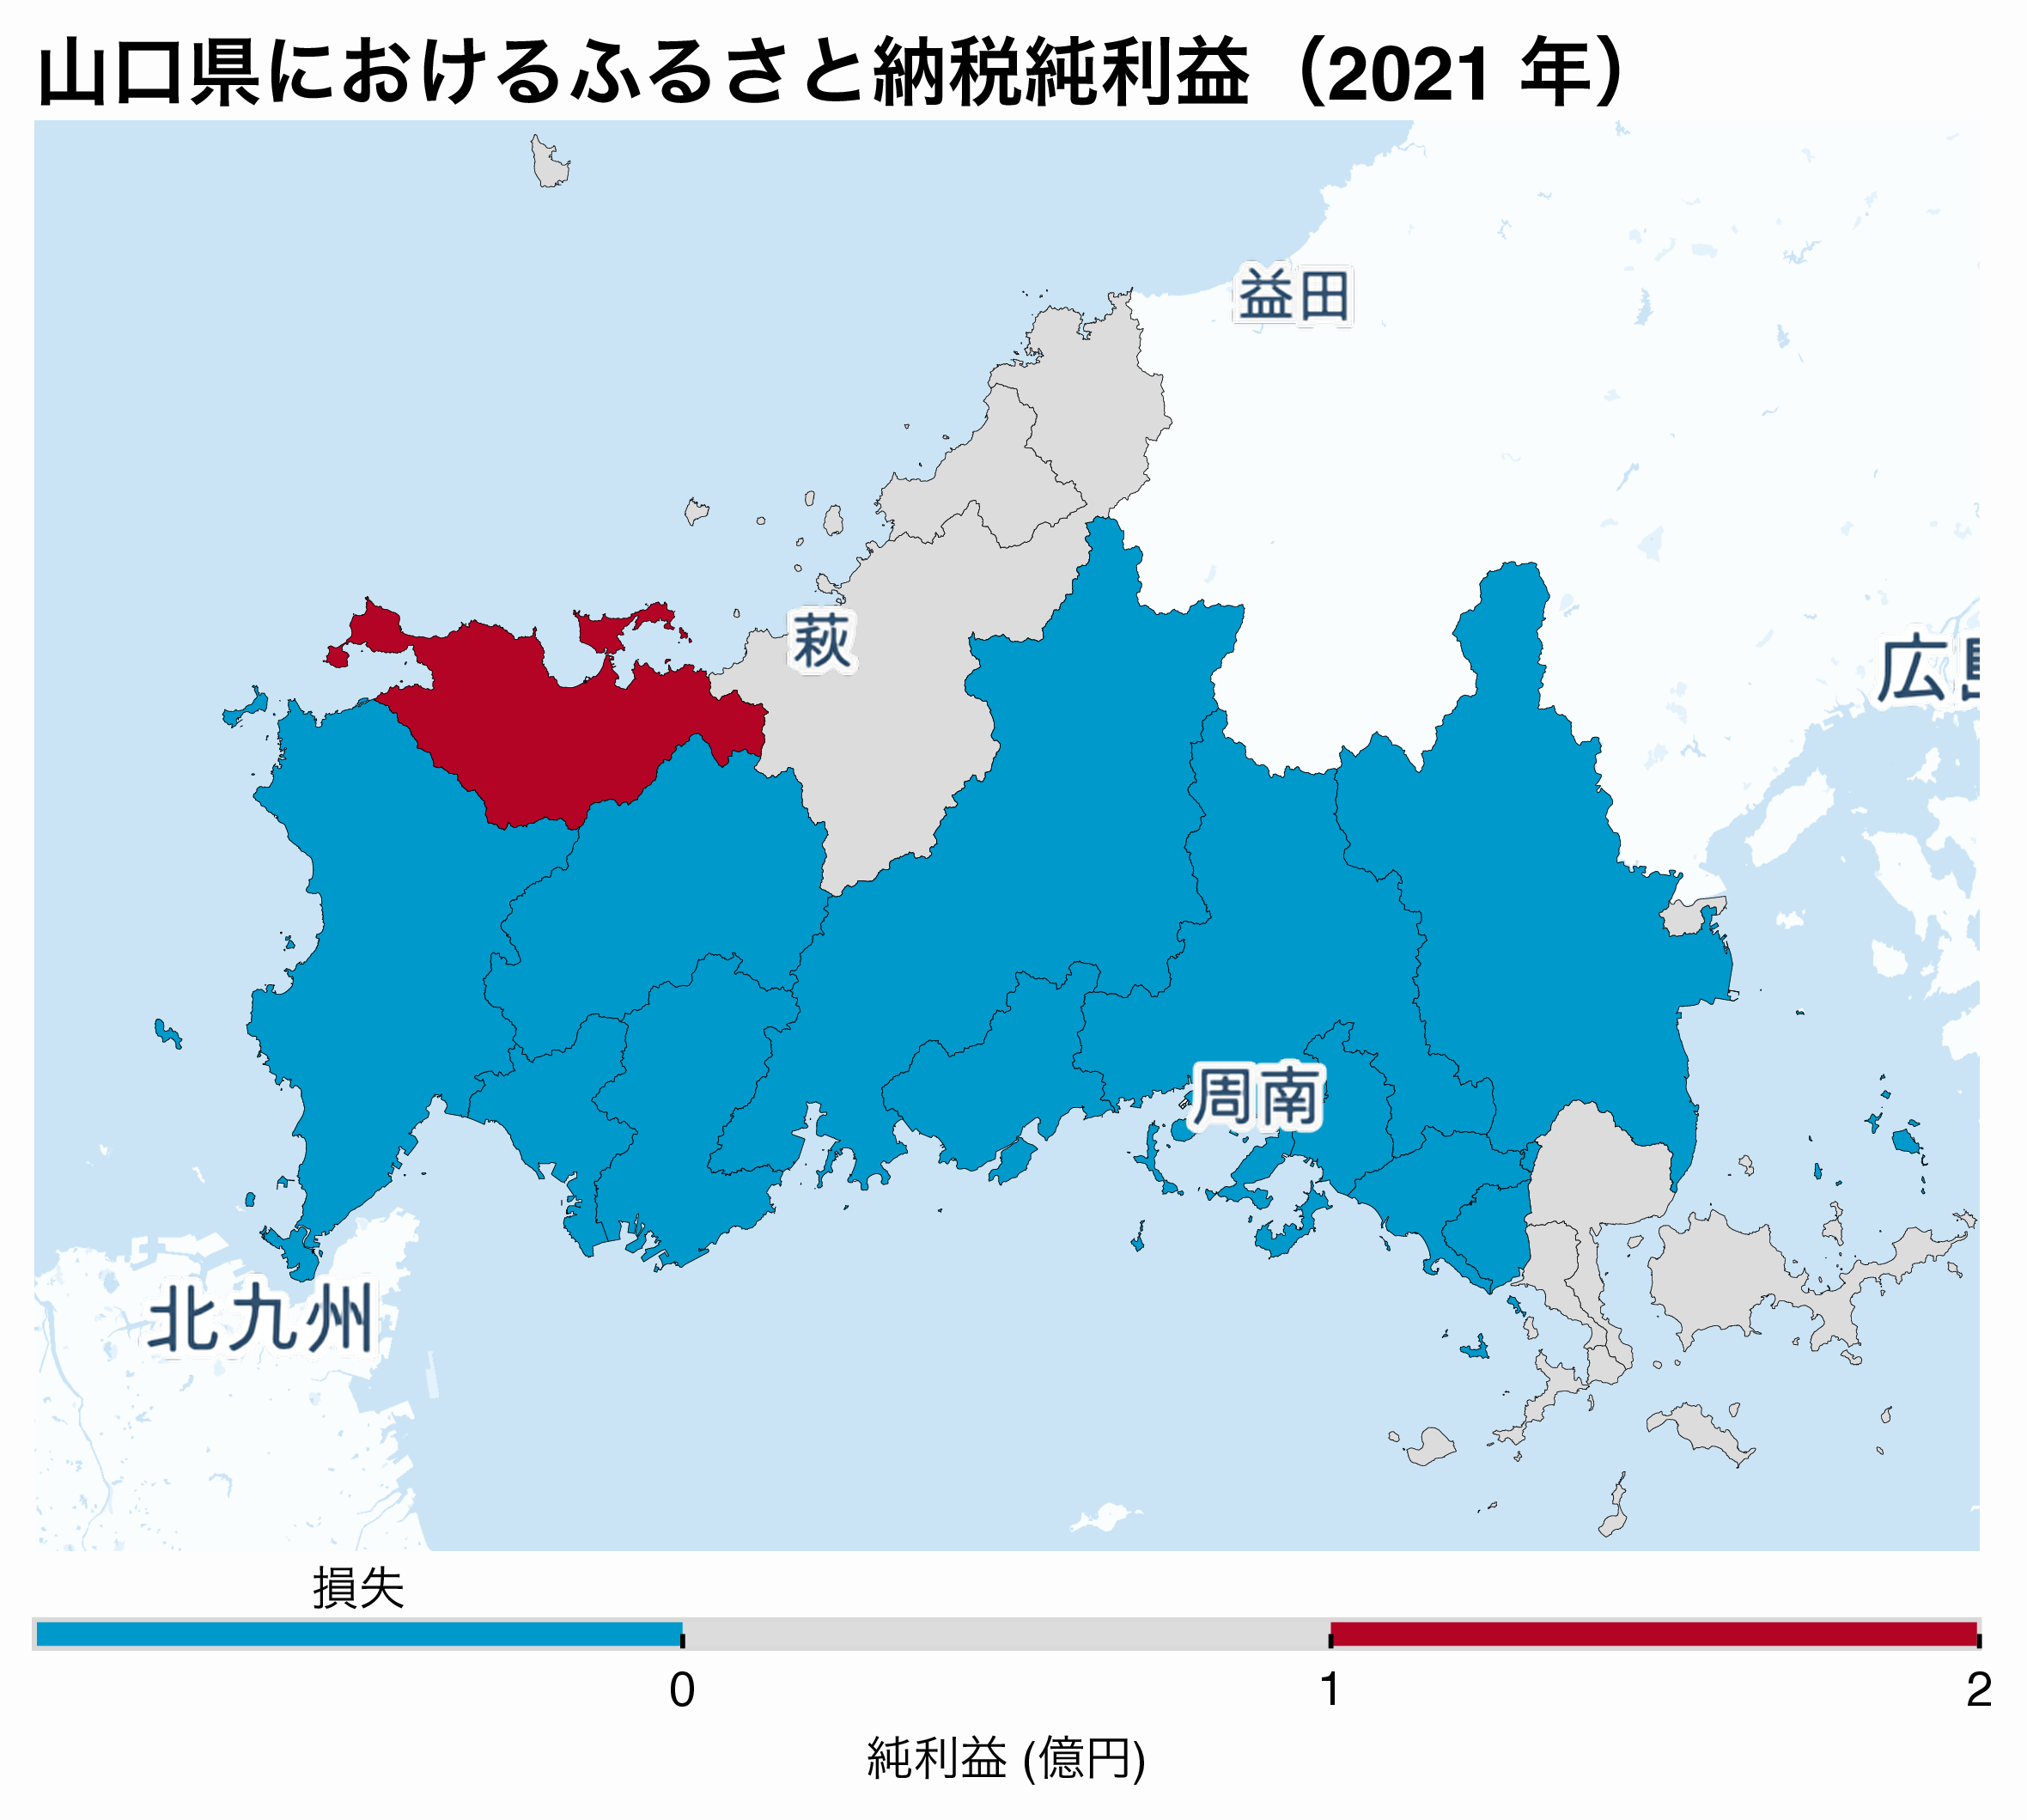 山口県におけるふるさと納税純利益（2021 年）
益田
萩
広島
周南
北九州
損失
0 1 2
純利益 (億円)